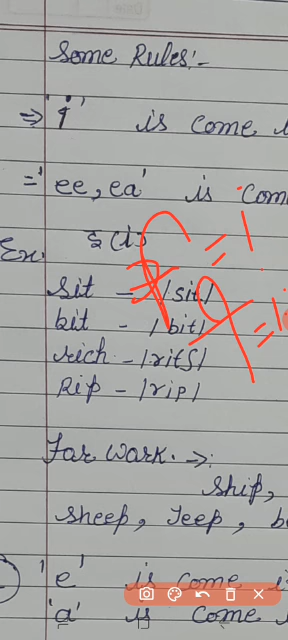 Some Rules:-
⇒ 'i' is come
=' ee, ea' is com
इ (i)
Ex:
sit - /sit/
bit - /bit/
rich - /ritʃ/
Rip - /rip/
Far work. →:
ship,
sheep, Jeep, b
'e' is come
'a' is come